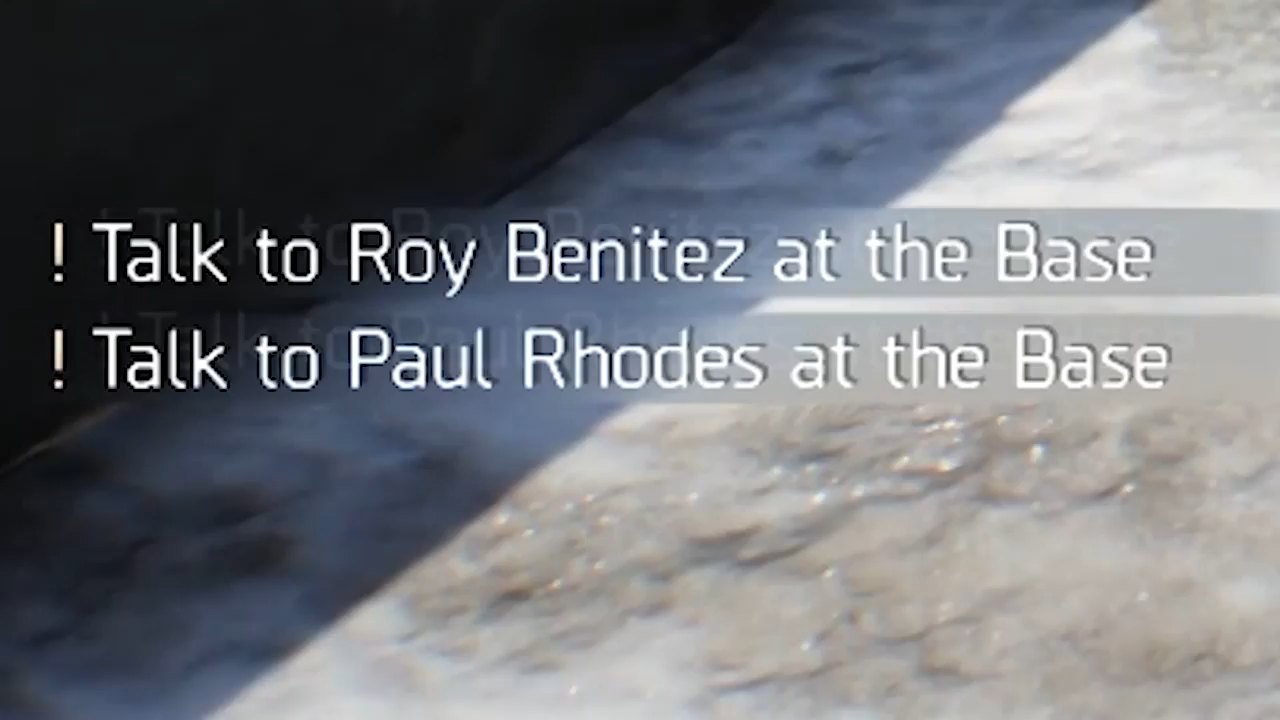 ! Talk to Roy Benitez at the Base
! Talk to Paul Rhodes at the Base